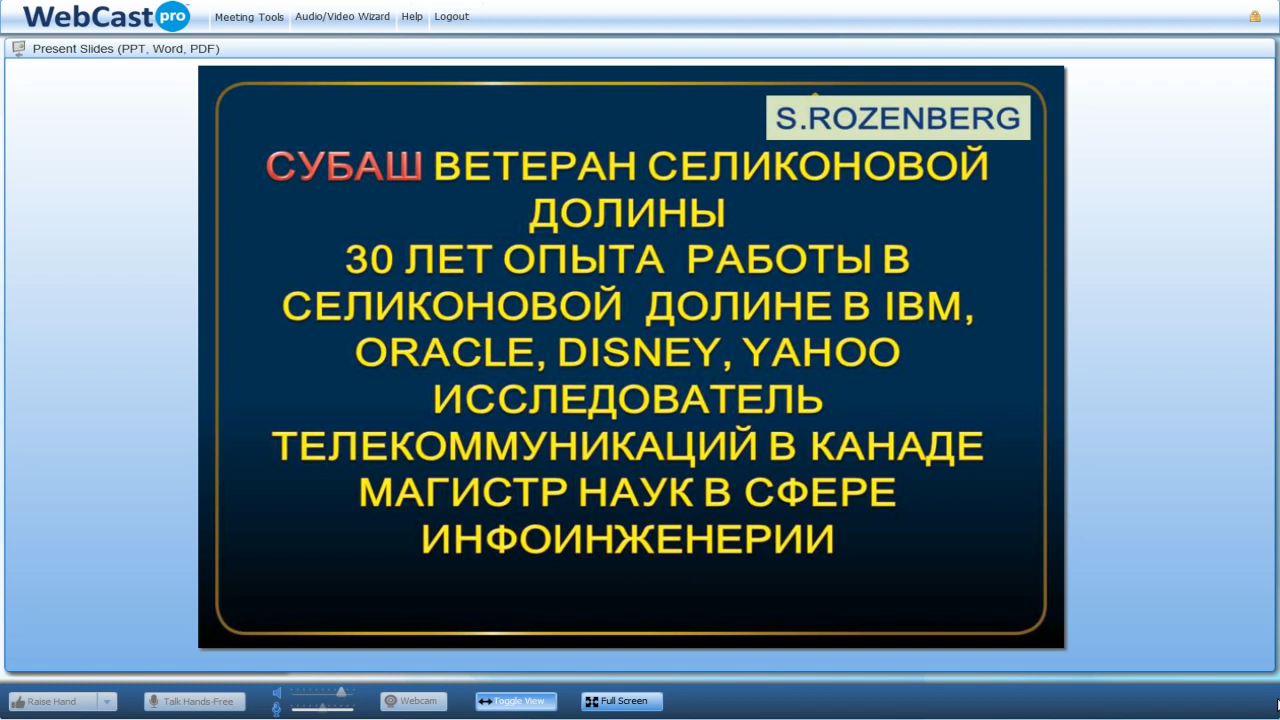 WebCast pro
Meeting Tools Audio/Video Wizard Help Logout
Present Slides (PPT, Word, PDF)
S.ROZENBERG
СУБАШ ВЕТЕРАН СЕЛИКОНОВОЙ
ДОЛИНЫ
30 ЛЕТ ОПЫТА РАБОТЫ В
СЕЛИКОНОВОЙ ДОЛИНЕ В IBM,
ORACLE, DISNEY, YAHOO
ИССЛЕДОВАТЕЛЬ
ТЕЛЕКОММУНИКАЦИЙ В КАНАДЕ
МАГИСТР НАУК В СФЕРЕ
ИНФОИНЖЕНЕРИИ
Raise Hand Talk Hands-Free Webcam Toggle View Full Screen